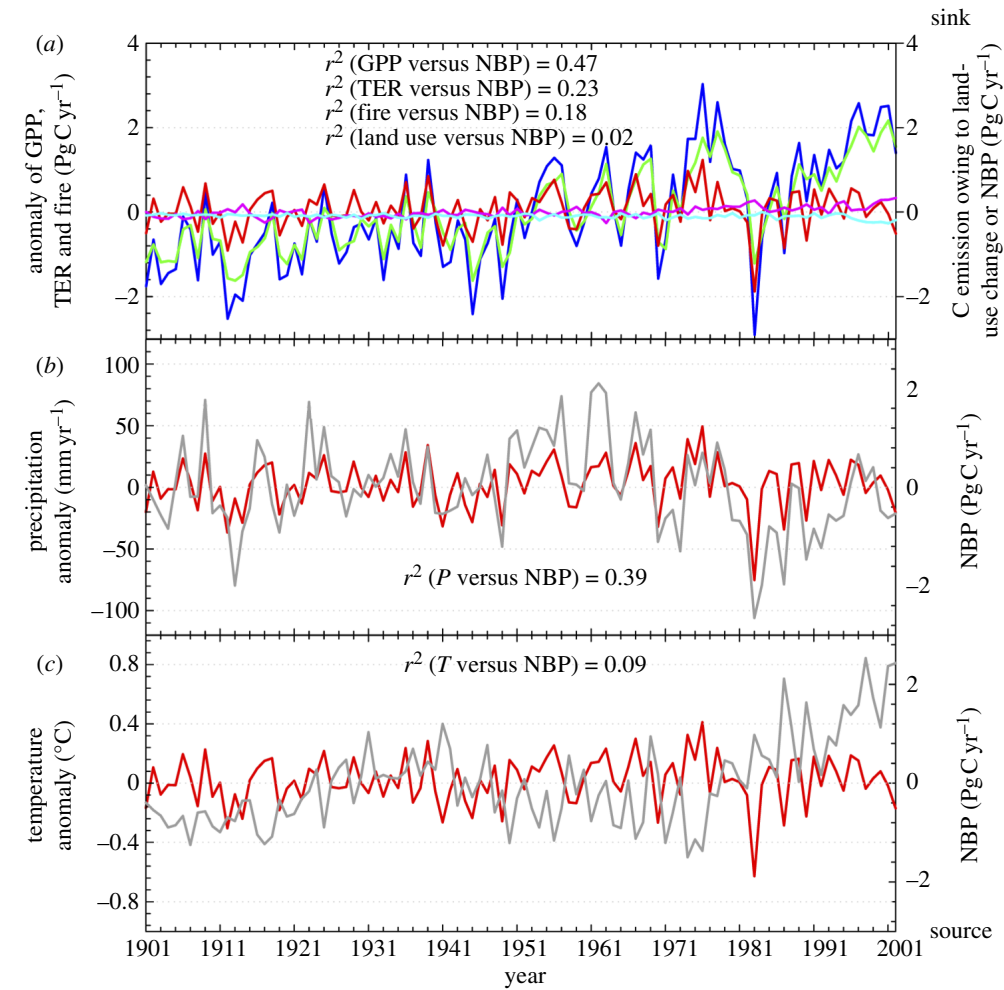 sink
(a)
4
2
0
–2
anomaly of GPP,
TER and fire (PgC yr⁻¹)
r² (GPP versus NBP) = 0.47
r² (TER versus NBP) = 0.23
r² (fire versus NBP) = 0.18
r² (land use versus NBP) = 0.02
4
2
0
–2
C emission owing to land-
use change or NBP (PgC yr⁻¹)
(b)
100
50
0
–50
–100
precipitation
anomaly (mm yr⁻¹)
r² (P versus NBP) = 0.39
2
0
–2
NBP (PgC yr⁻¹)
(c)
0.8
0.4
0
–0.4
–0.8
temperature
anomaly (°C)
r² (T versus NBP) = 0.09
2
0
–2
NBP (PgC yr⁻¹)
source
1901 1911 1921 1931 1941 1951 1961 1971 1981 1991 2001
year